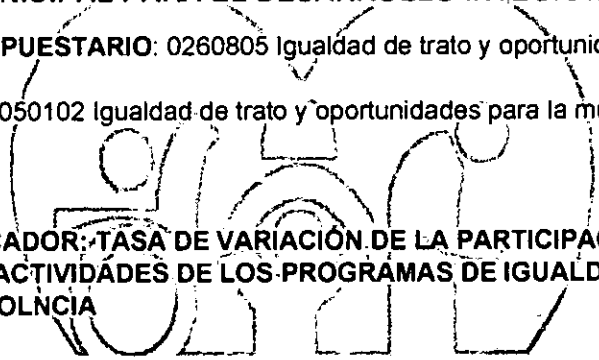 PUESTARIO: 0260805 Igualdad de trato y oportunid
050102 Igualdad de trato y oportunidades para la mu
CADOR: TASA DE VARIACIÓN DE LA PARTICIPAC
ACTIVIDADES DE LOS PROGRAMAS DE IGUALD
OLNCIA